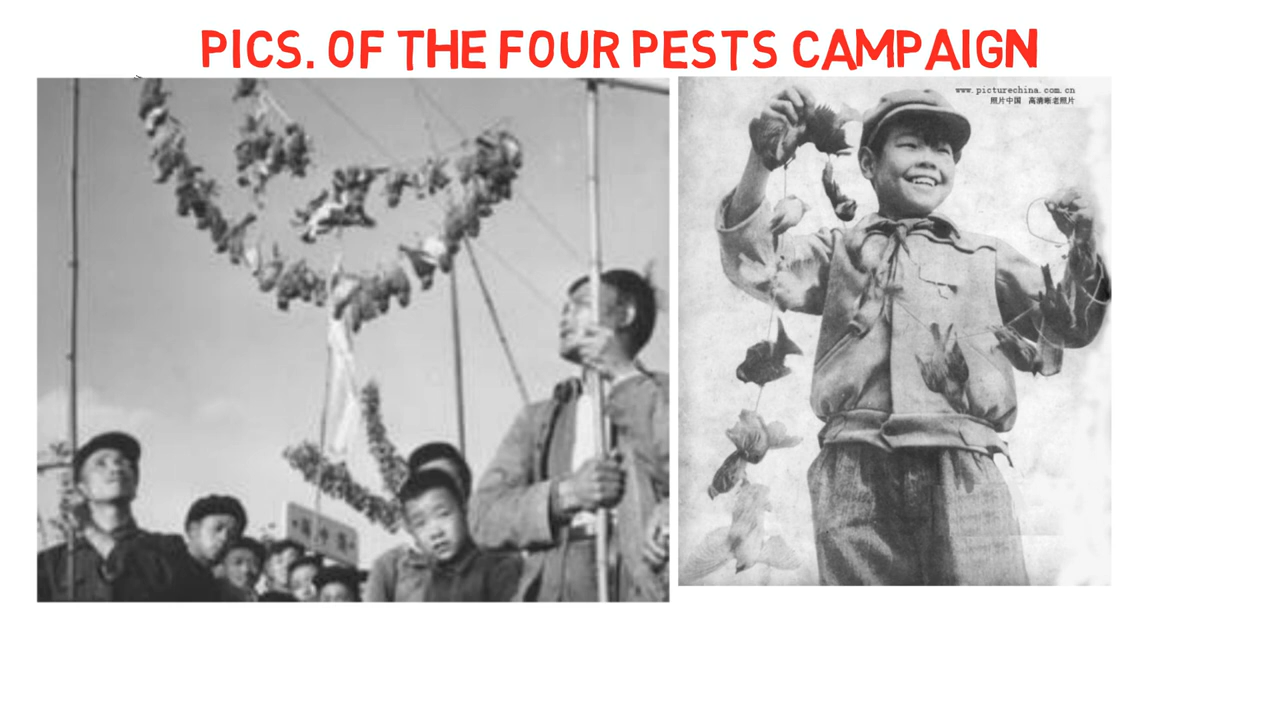 PICS. OF THE FOUR PESTS CAMPAIGN
www.picturechina.com.cn
照片中国 高清晰老照片